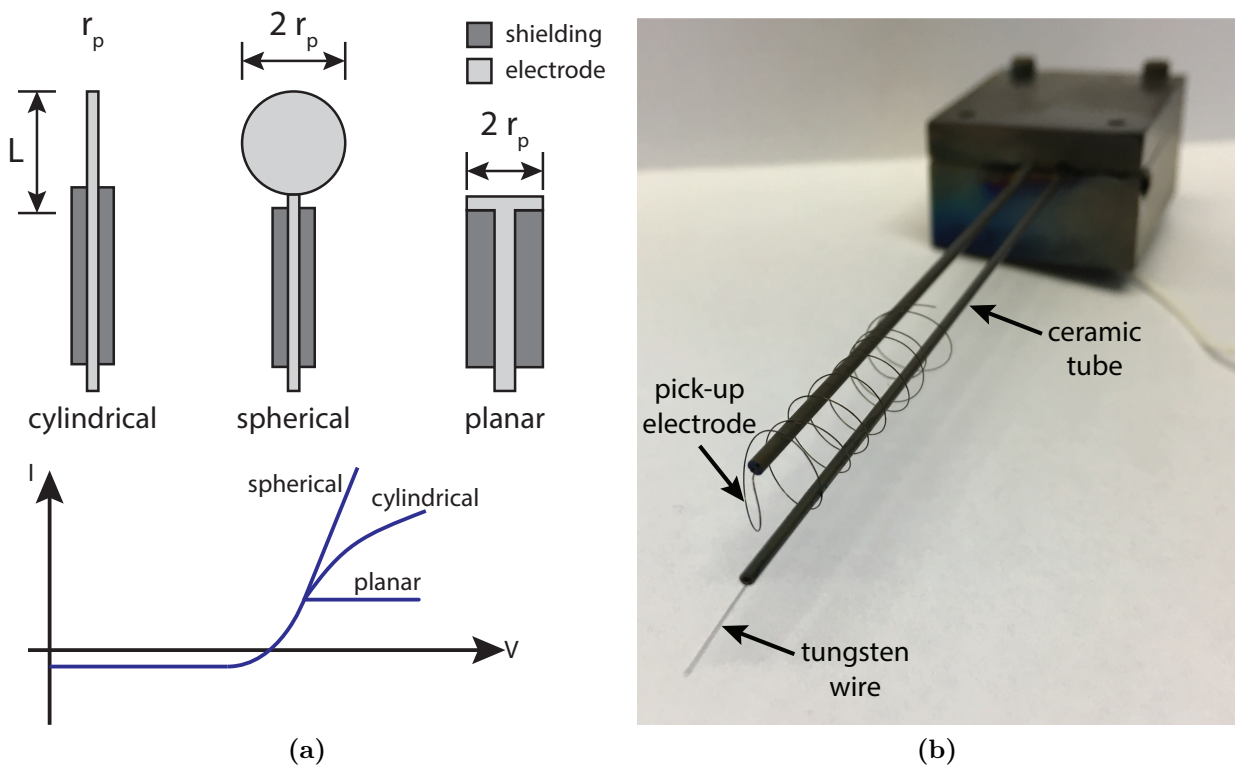 r_p
2 r_p
shielding
electrode
2 r_p
L
cylindrical
spherical
planar
I
spherical
cylindrical
planar
V
(a)
ceramic
tube
pick-up
electrode
tungsten
wire
(b)